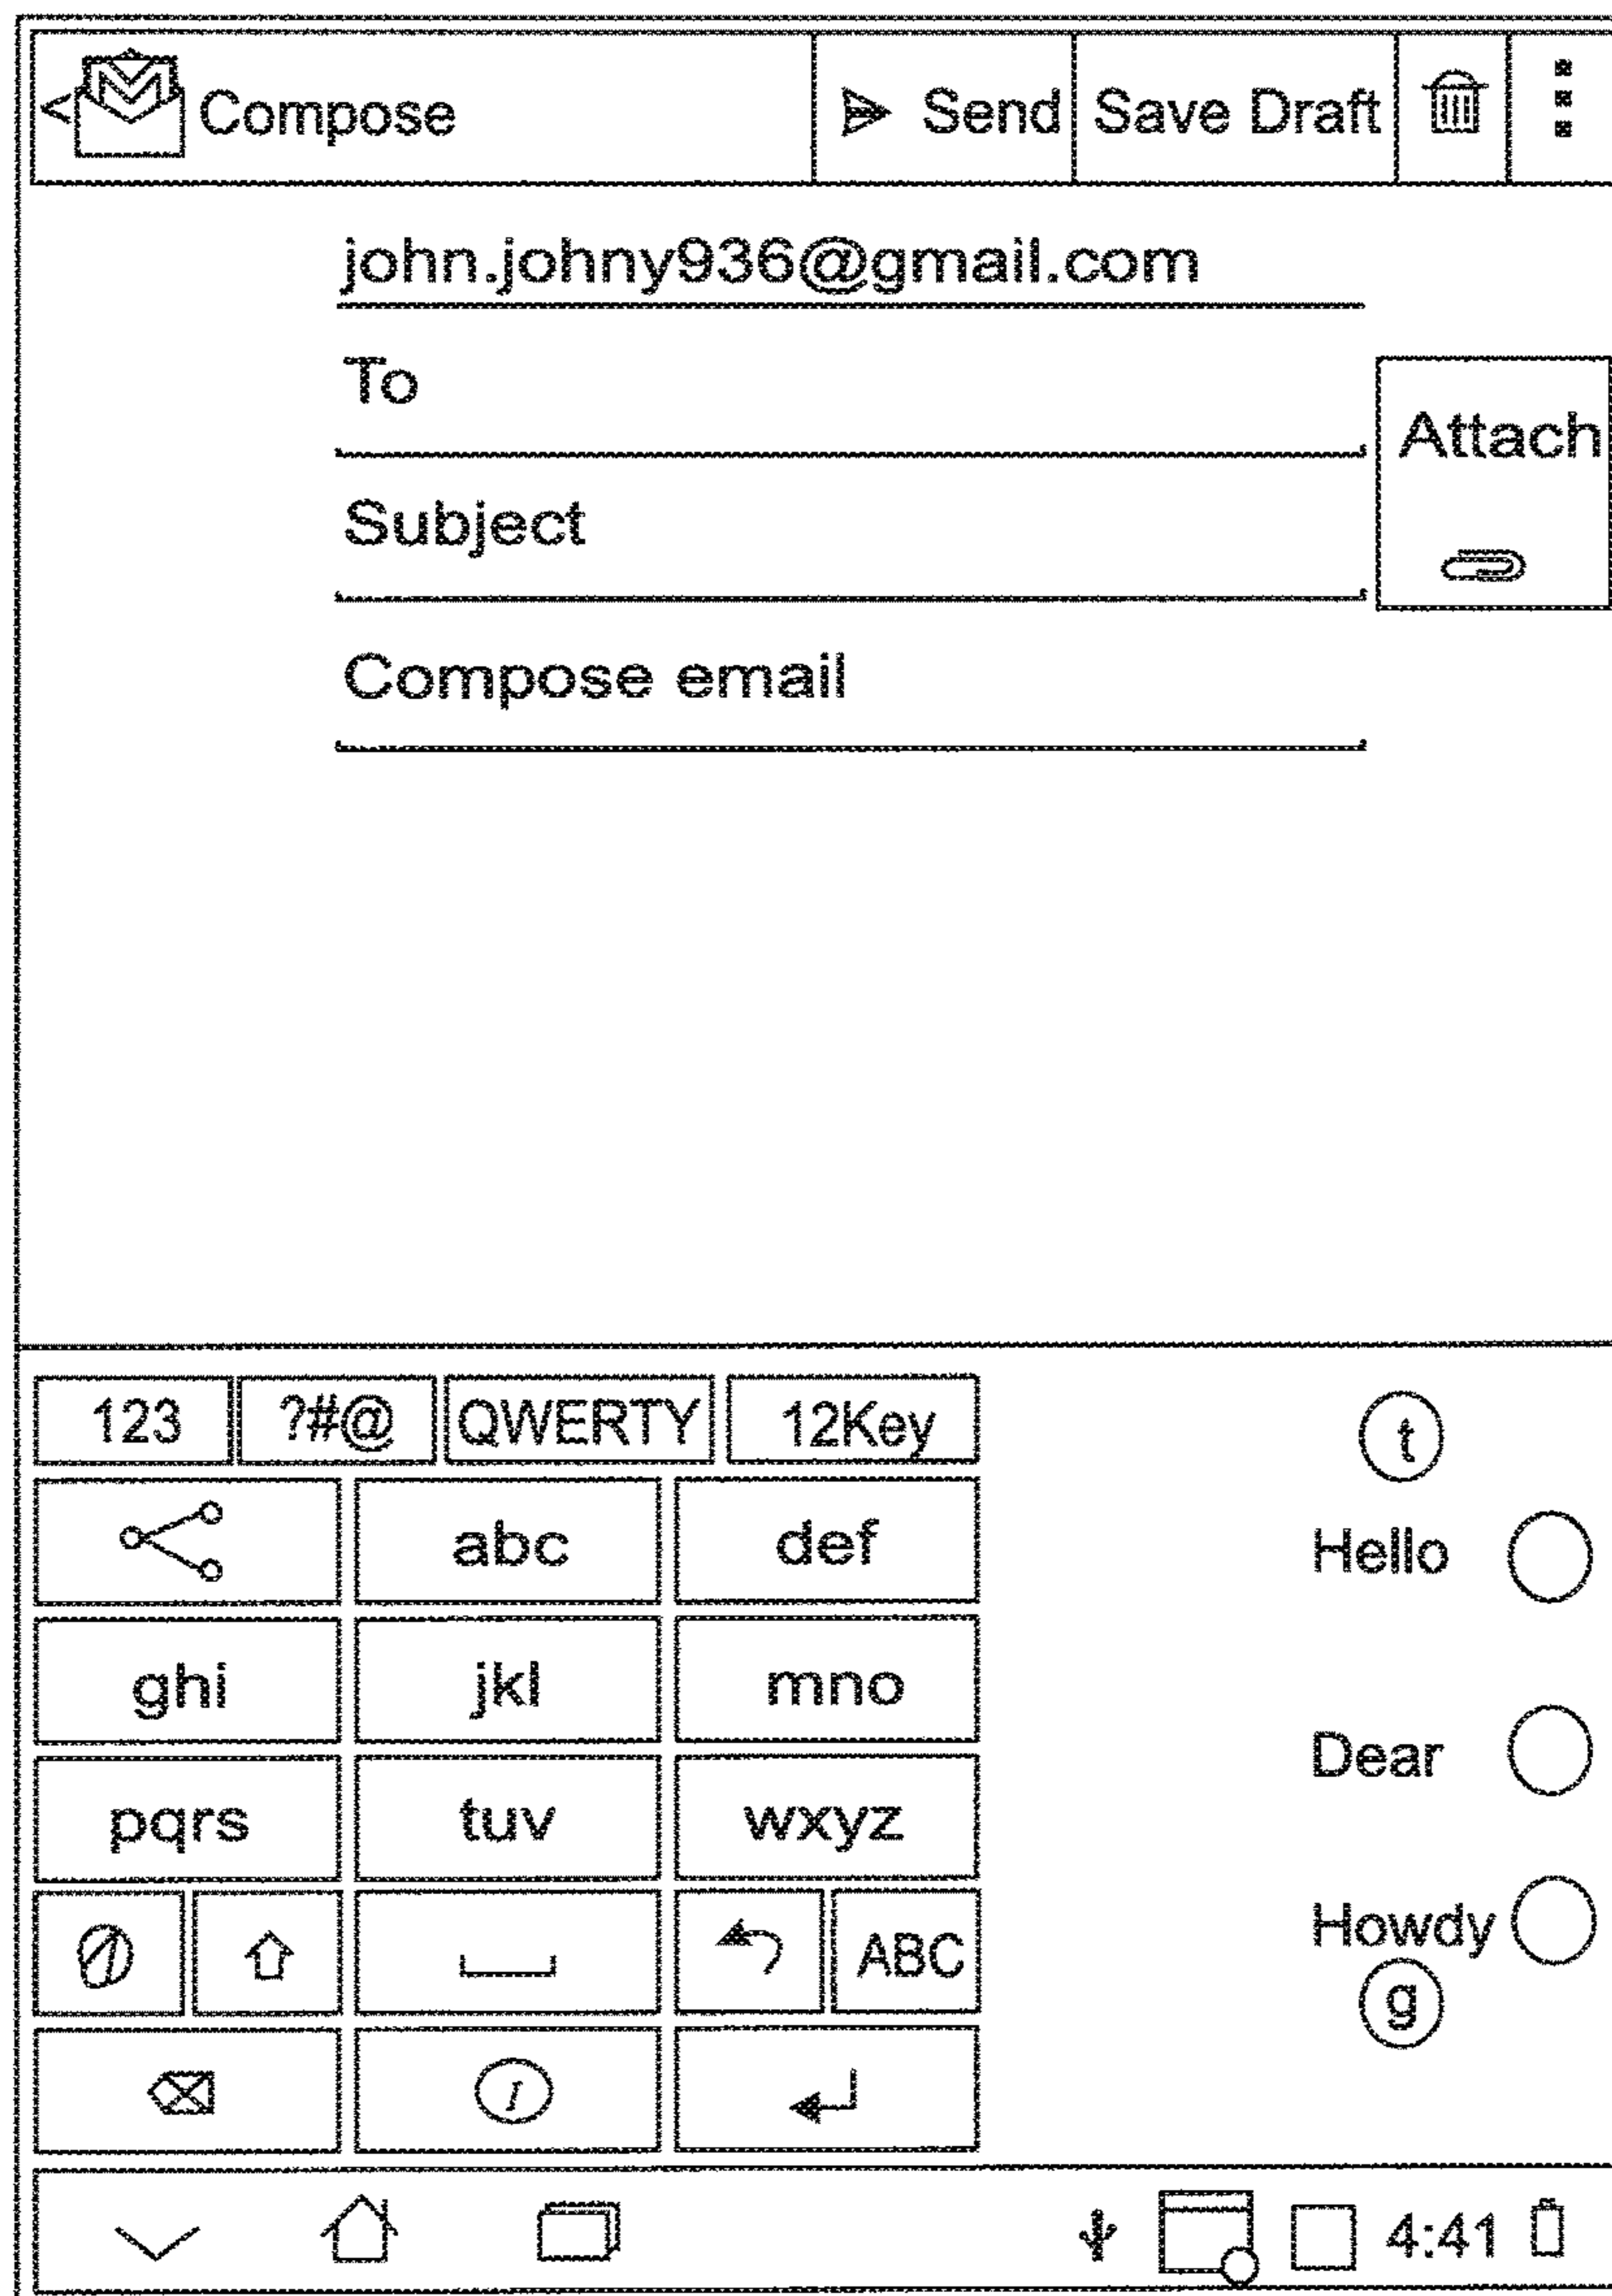 < Compose Send Save Draft
john.johny936@gmail.com
To
Attach
Subject
Compose email
123 ?#@ QWERTY 12Key
t
abc def
Hello
ghi jkl mno
Dear
pqrs tuv wxyz
Howdy
ABC
g
I
4:41